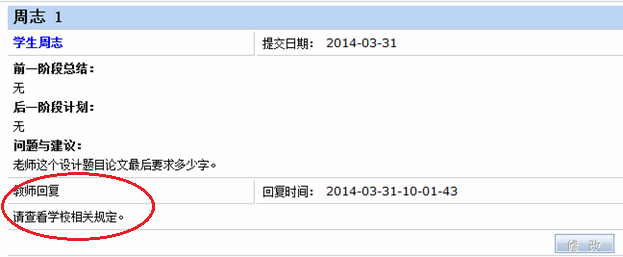 周志 1
学生周志 提交日期： 2014-03-31
前一阶段总结：
无
后一阶段计划：
无
问题与建议：
老师这个设计题目论文最后要求多少字。
教师回复 回复时间： 2014-03-31-10-01-43
请查看学校相关规定。
修 改